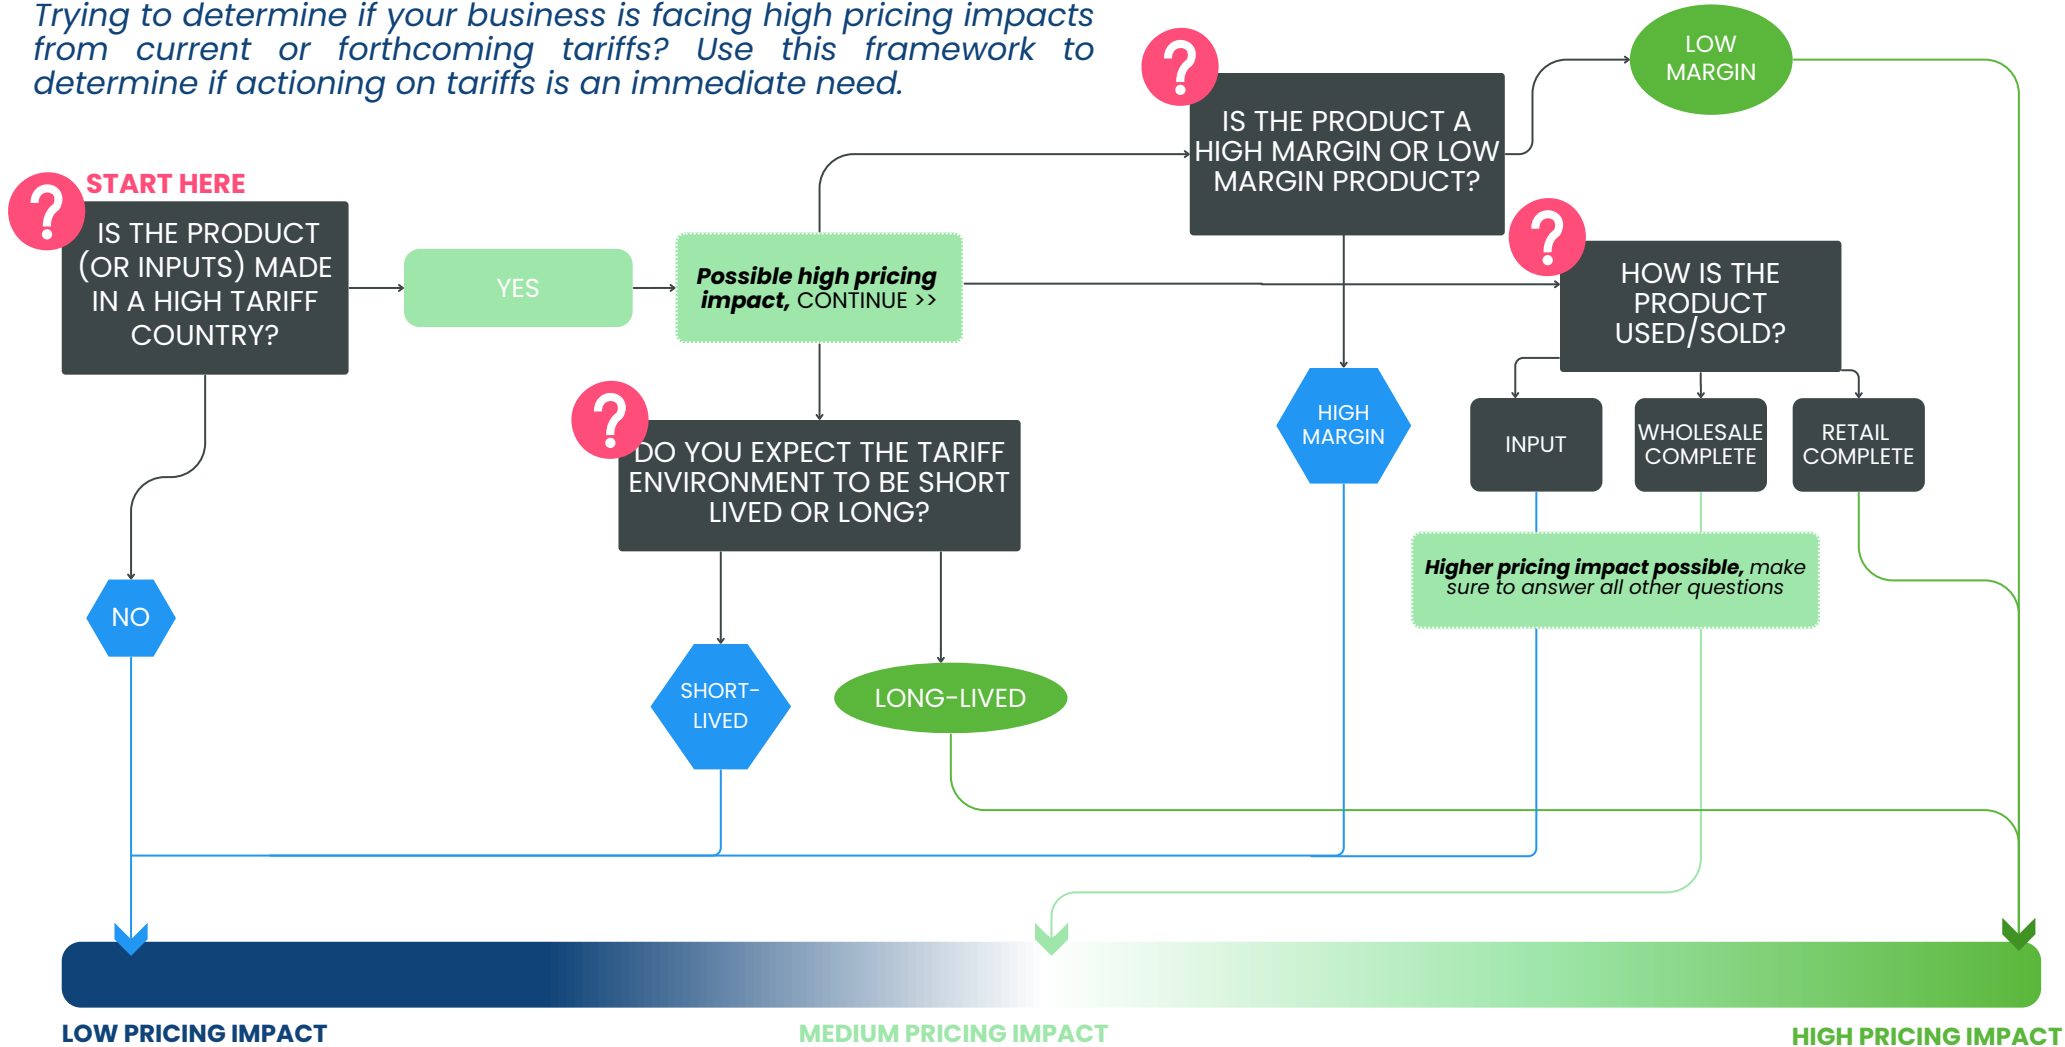 Trying to determine if your business is facing high pricing impacts
from current or forthcoming tariffs? Use this framework to
determine if actioning on tariffs is an immediate need.
START HERE
?
IS THE PRODUCT
(OR INPUTS) MADE
IN A HIGH TARIFF
COUNTRY?
YES
Possible high pricing
impact, CONTINUE >>
?
IS THE PRODUCT A
HIGH MARGIN OR LOW
MARGIN PRODUCT?
LOW
MARGIN
HIGH
MARGIN
?
HOW IS THE
PRODUCT
USED/SOLD?
INPUT
WHOLESALE
COMPLETE
RETAIL
COMPLETE
Higher pricing impact possible, make
sure to answer all other questions
?
DO YOU EXPECT THE TARIFF
ENVIRONMENT TO BE SHORT
LIVED OR LONG?
SHORT-
LIVED
LONG-LIVED
NO
LOW PRICING IMPACT
MEDIUM PRICING IMPACT
HIGH PRICING IMPACT